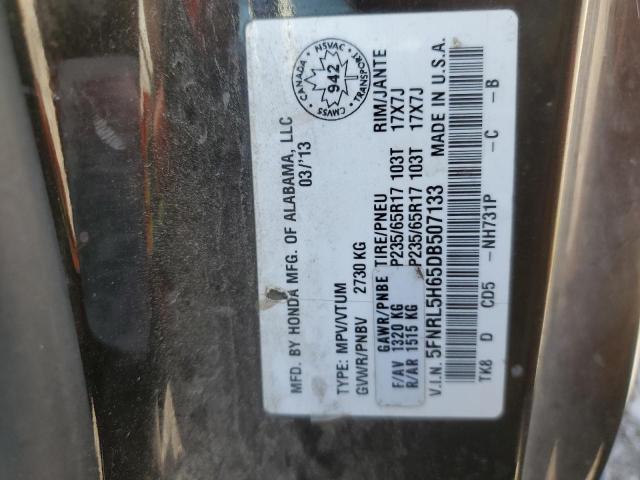 MFD. BY HONDA MFG. OF ALABAMA, LLC
03/'13
CANADA NSVAC
942
CMVSS TRANSPORT
TYPE: MPV/VTUM
GVWR/PNBV 2730 KG
GAWR/PNBE TIRE/PNEU RIM/JANTE
F/AV 1320 KG P235/65R17 103T 17X7J
R/AR 1515 KG P235/65R17 103T 17X7J
V.I.N. 5FNRL5H65DB507133 MADE IN U.S.A.
TK8 D CD5 -NH731P -C -B